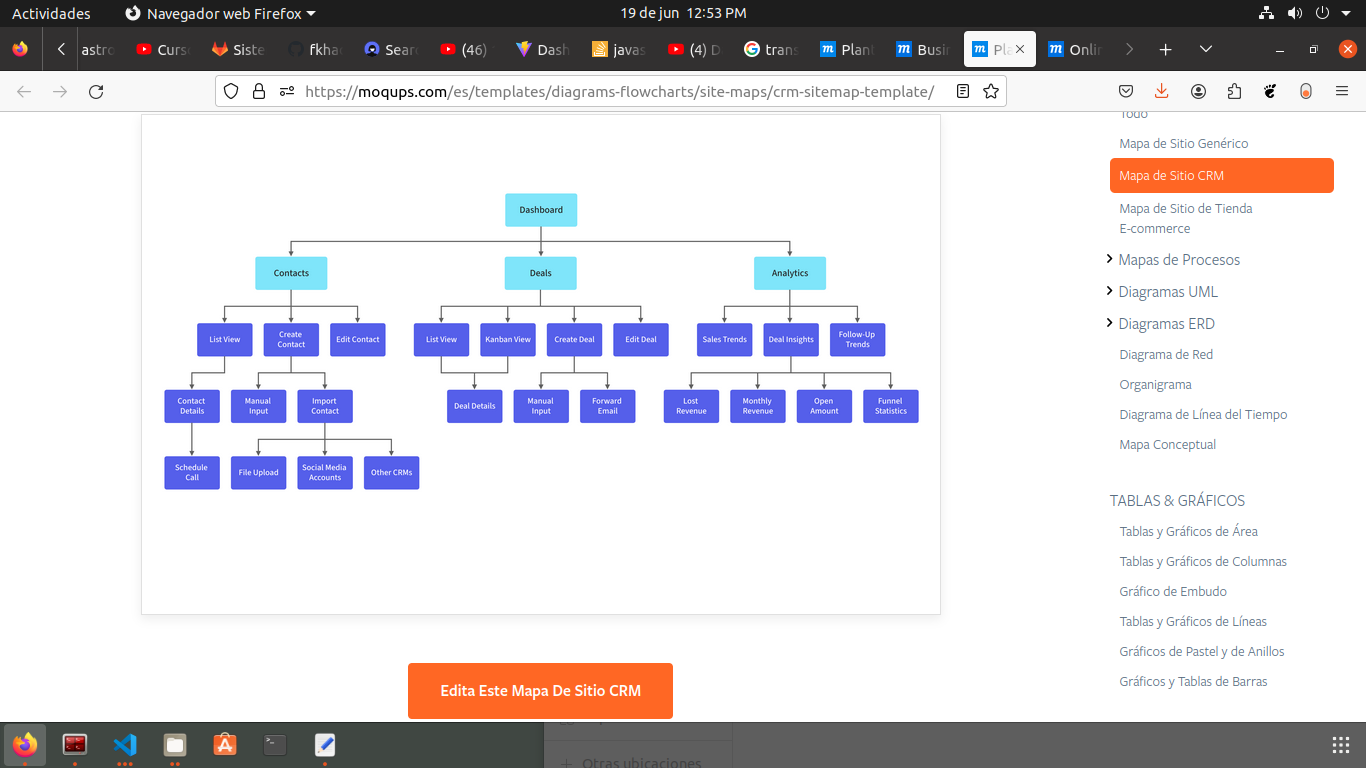 Actividades
Navegador web Firefox
19 de jun 12:53 PM
astro
Curso
Siste
fkha
Sear
(46)
Dash
javas
(4) D
trans
Plant
Busin
Pla
Onlin
https://moqups.com/es/templates/diagrams-flowcharts/site-maps/crm-sitemap-template/
Dashboard
Contacts
Deals
Analytics
List View
Create
Contact
Edit Contact
List View
Kanban View
Create Deal
Edit Deal
Sales Trends
Deal Insights
Follow-Up
Trends
Contact
Details
Manual
Input
Import
Contact
Deal Details
Manual
Input
Forward
Email
Lost
Revenue
Monthly
Revenue
Open
Amount
Funnel
Statistics
Schedule
Call
File Upload
Social Media
Accounts
Other CRMs
Edita Este Mapa De Sitio CRM
Todo
Mapa de Sitio Genérico
Mapa de Sitio CRM
Mapa de Sitio de Tienda
E-commerce
Mapas de Procesos
Diagramas UML
Diagramas ERD
Diagrama de Red
Organigrama
Diagrama de Línea del Tiempo
Mapa Conceptual
TABLAS & GRÁFICOS
Tablas y Gráficos de Área
Tablas y Gráficos de Columnas
Gráfico de Embudo
Tablas y Gráficos de Líneas
Gráficos de Pastel y de Anillos
Gráficos y Tablas de Barras
Otras ubicaciones